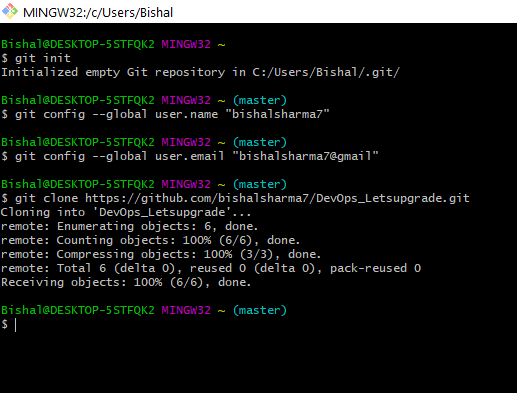 MINGW32:/c/Users/Bishal
Bishal@DESKTOP-5STFQK2 MINGW32 ~
$ git init
Initialized empty Git repository in C:/Users/Bishal/.git/
Bishal@DESKTOP-5STFQK2 MINGW32 ~ (master)
$ git config --global user.name "bishalsharma7"
Bishal@DESKTOP-5STFQK2 MINGW32 ~ (master)
$ git config --global user.email "bishalsharma7@gmail"
Bishal@DESKTOP-5STFQK2 MINGW32 ~ (master)
$ git clone https://github.com/bishalsharma7/DevOps_Letsupgrade.git
Cloning into 'DevOps_Letsupgrade'...
remote: Enumerating objects: 6, done.
remote: Counting objects: 100% (6/6), done.
remote: Compressing objects: 100% (3/3), done.
remote: Total 6 (delta 0), reused 0 (delta 0), pack-reused 0
Receiving objects: 100% (6/6), done.
Bishal@DESKTOP-5STFQK2 MINGW32 ~ (master)
$